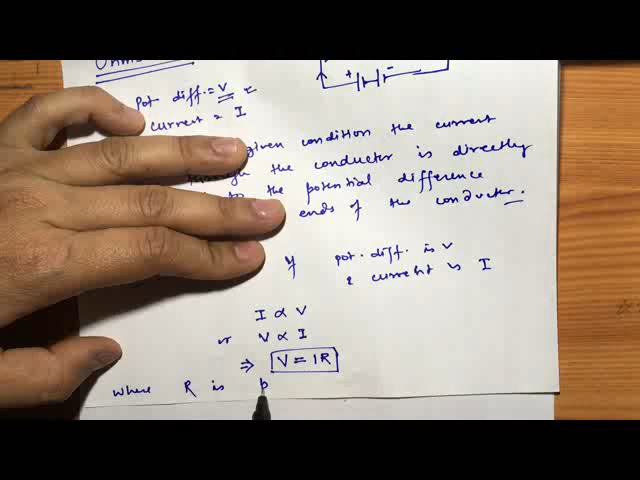 + -
Pot diff. = V
current = I
given condition the current
the conductor is directly
to the potential difference
ends of the conductor.
If pot. diff. is V
& current is I
I ∝ V
or V ∝ I
⇒ V = IR
where R is p